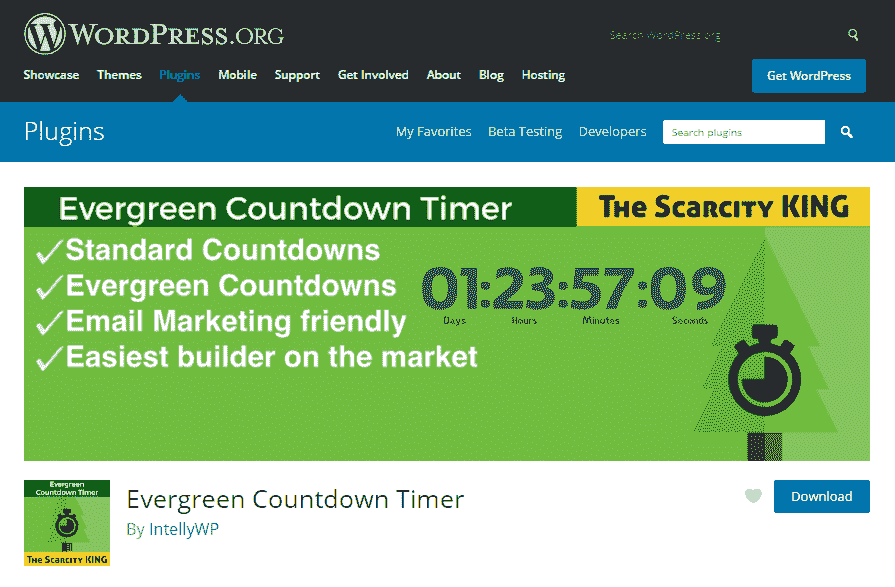 WORDPRESS.ORG
Search WordPress.org
Showcase Themes Plugins Mobile Support Get Involved About Blog Hosting
Get WordPress
Plugins
My Favorites Beta Testing Developers
Search plugins
Evergreen Countdown Timer
The Scarcity KING
✓Standard Countdowns
✓Evergreen Countdowns
✓Email Marketing friendly
✓Easiest builder on the market
01:23:57:09
Days Hours Minutes Seconds
Evergreen
Countdown Timer
The Scarcity KING
Evergreen Countdown Timer
By IntellyWP
Download